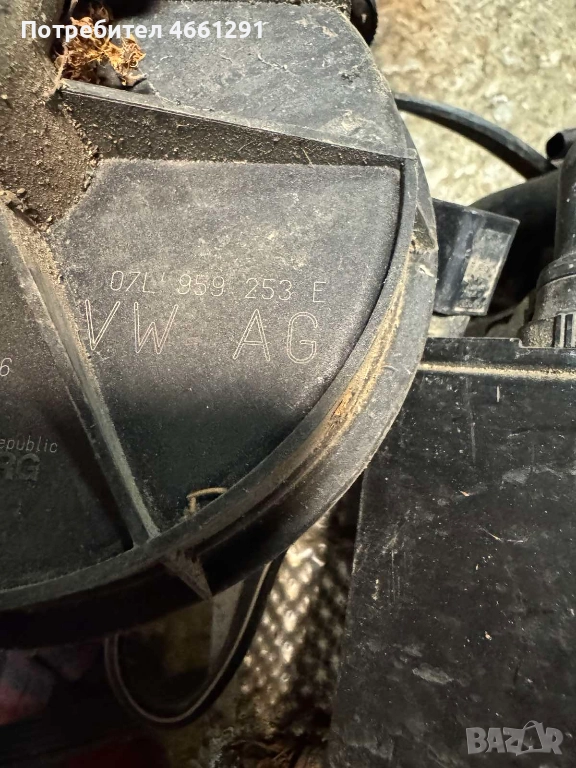 Потребител 4661291
07L 959 253 E
VW AG
6
epublic
RG
BAZAR